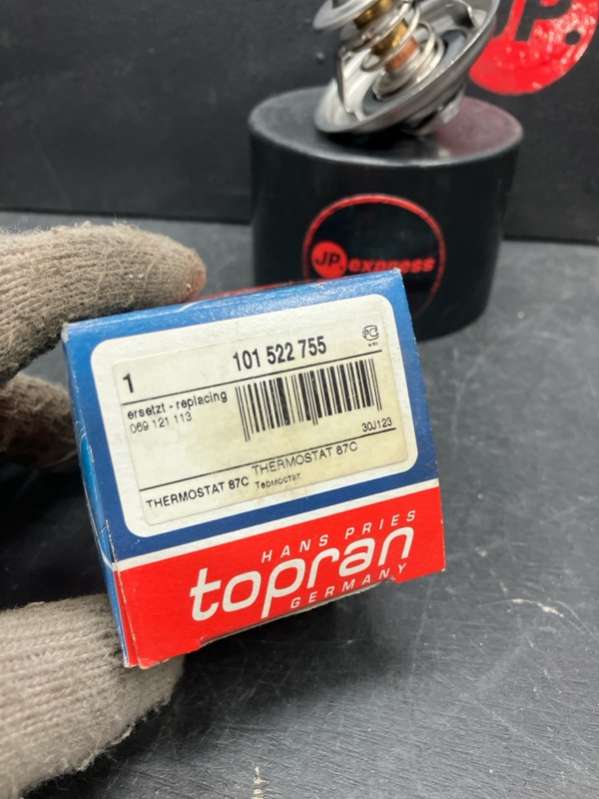 JP.
JP.express
1
101 522 755
ersetzt - replacing
069 121 113
30J123
THERMOSTAT 87C THERMOSTAT 87C
Термостат
HANS PRIES
topran
GERMANY